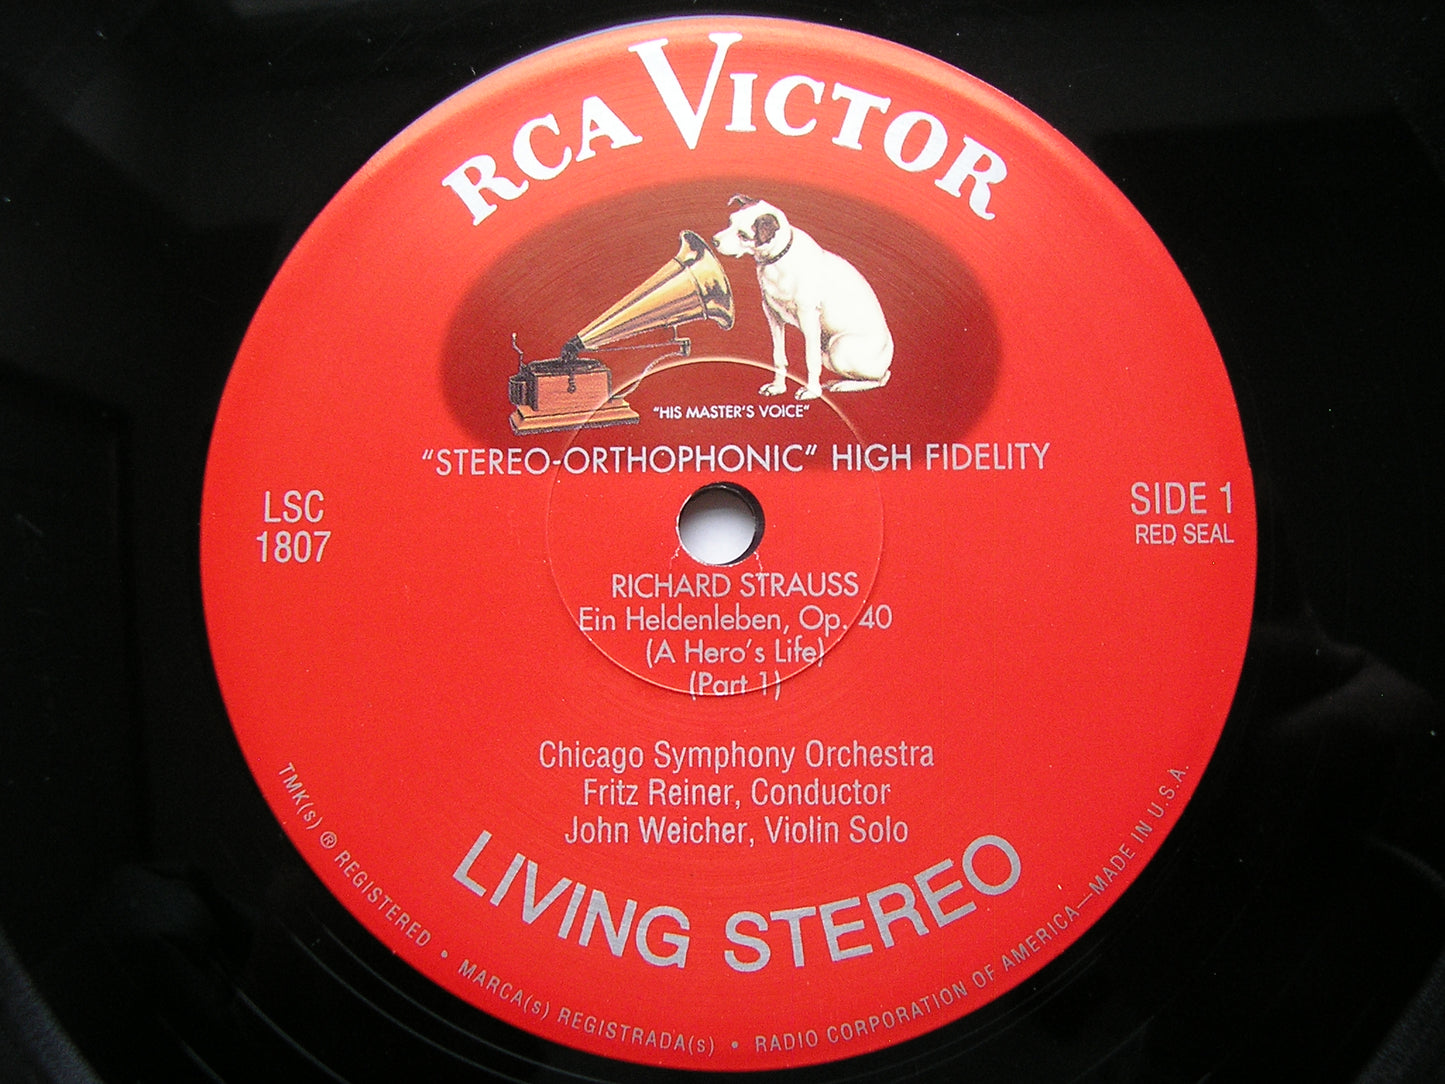 RCA VICTOR
"HIS MASTER'S VOICE"
"STEREO-ORTHOPHONIC" HIGH FIDELITY
LSC
1807
SIDE 1
RED SEAL
RICHARD STRAUSS
Ein Heldenleben, Op. 40
(A Hero's Life)
(Part 1)
Chicago Symphony Orchestra
Fritz Reiner, Conductor
John Weicher, Violin Solo
LIVING STEREO
TMK(s) ® REGISTERED • MARCA(s) REGISTRADA(s) • RADIO CORPORATION OF AMERICA—MADE IN U.S.A.